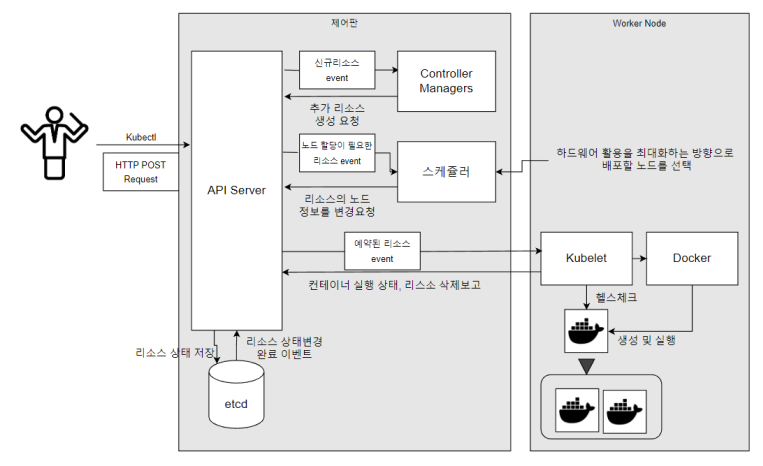 제어판
Worker Node
신규리소스
event
Controller
Managers
추가 리소스
생성 요청
Kubectl
HTTP POST
Request
노드 할당이 필요한
리소스 event
스케쥴러
하드웨어 활용을 최대화하는 방향으로
배포할 노드를 선택
API Server
리소스의 노드
정보를 변경요청
예약된 리소스
event
Kubelet
Docker
컨테이너 실행 상태, 리스소 삭제보고
헬스체크
생성 및 실행
리소스 상태 저장
리소스 상태변경
완료 이벤트
etcd